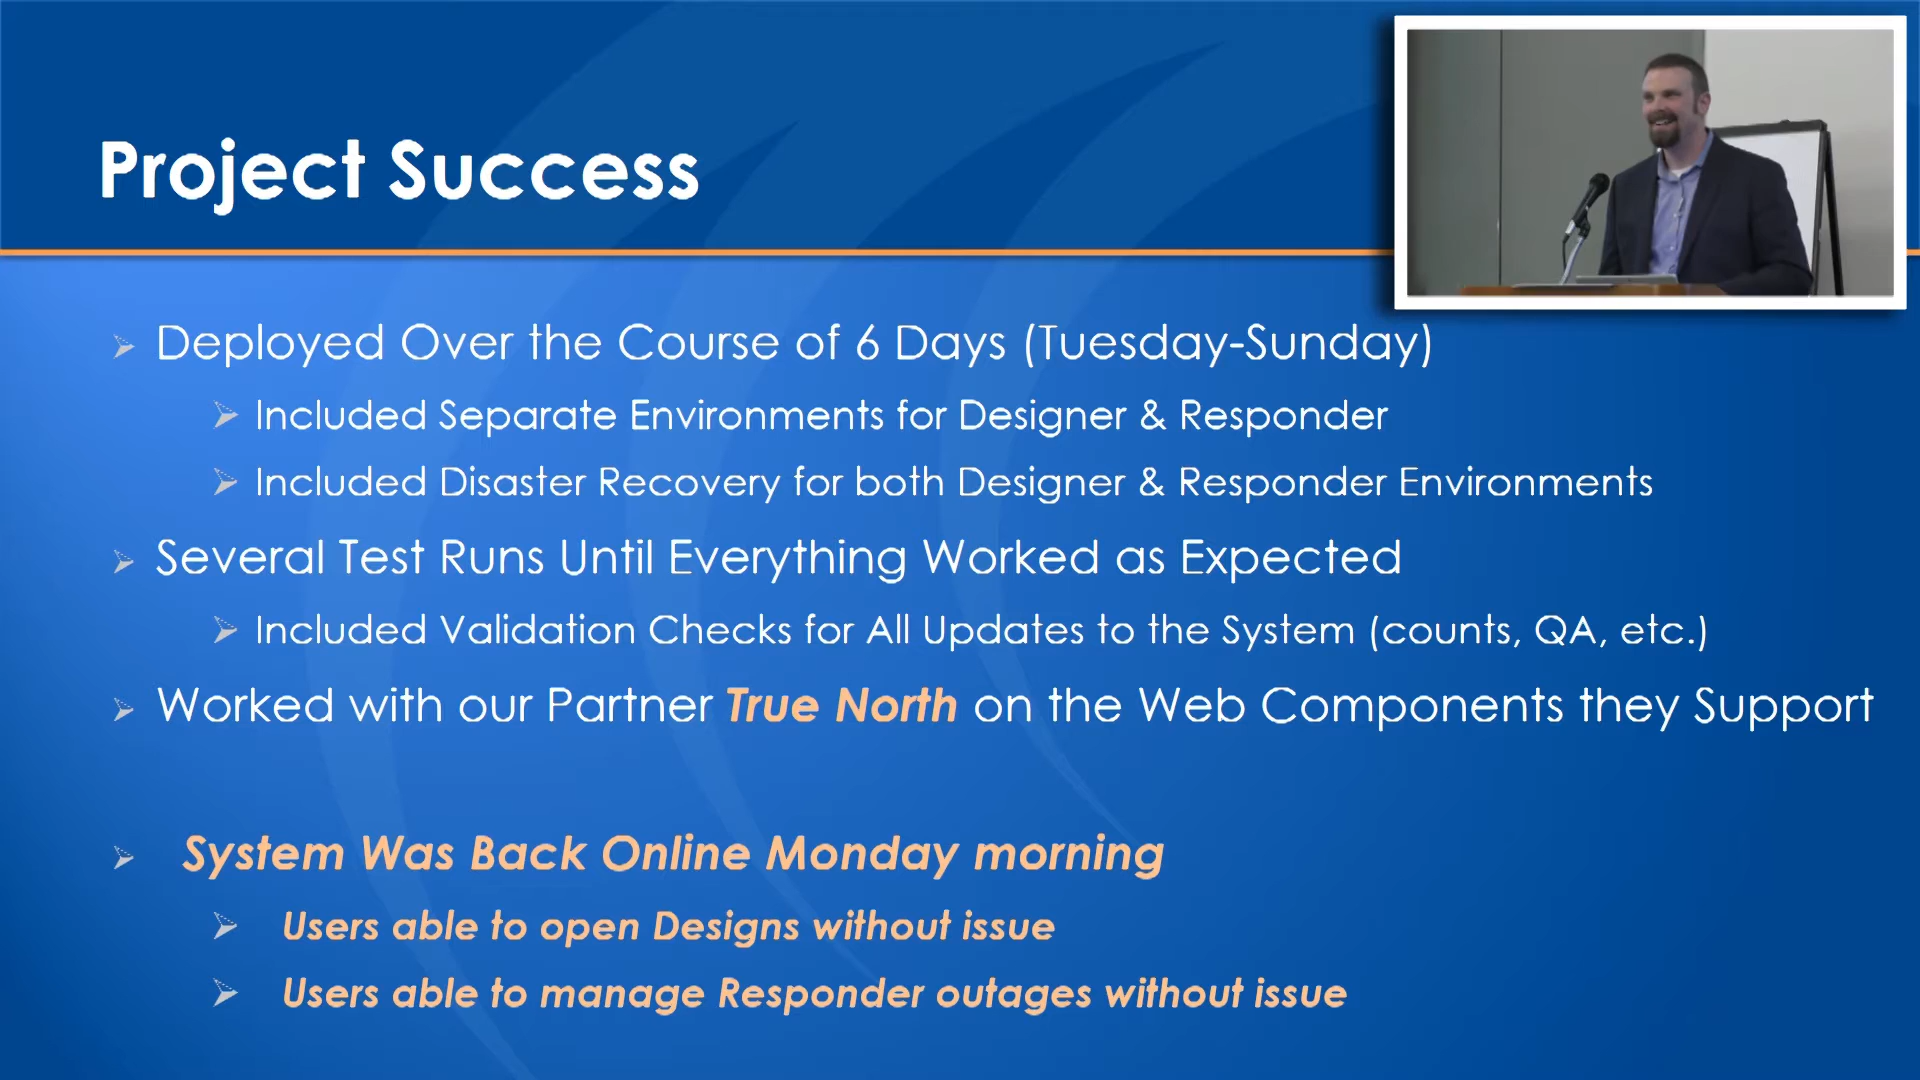 Project Success
Deployed Over the Course of 6 Days (Tuesday-Sunday)
Included Separate Environments for Designer & Responder
Included Disaster Recovery for both Designer & Responder Environments
Several Test Runs Until Everything Worked as Expected
Included Validation Checks for All Updates to the System (counts, QA, etc.)
Worked with our Partner True North on the Web Components they Support
System Was Back Online Monday morning
Users able to open Designs without issue
Users able to manage Responder outages without issue